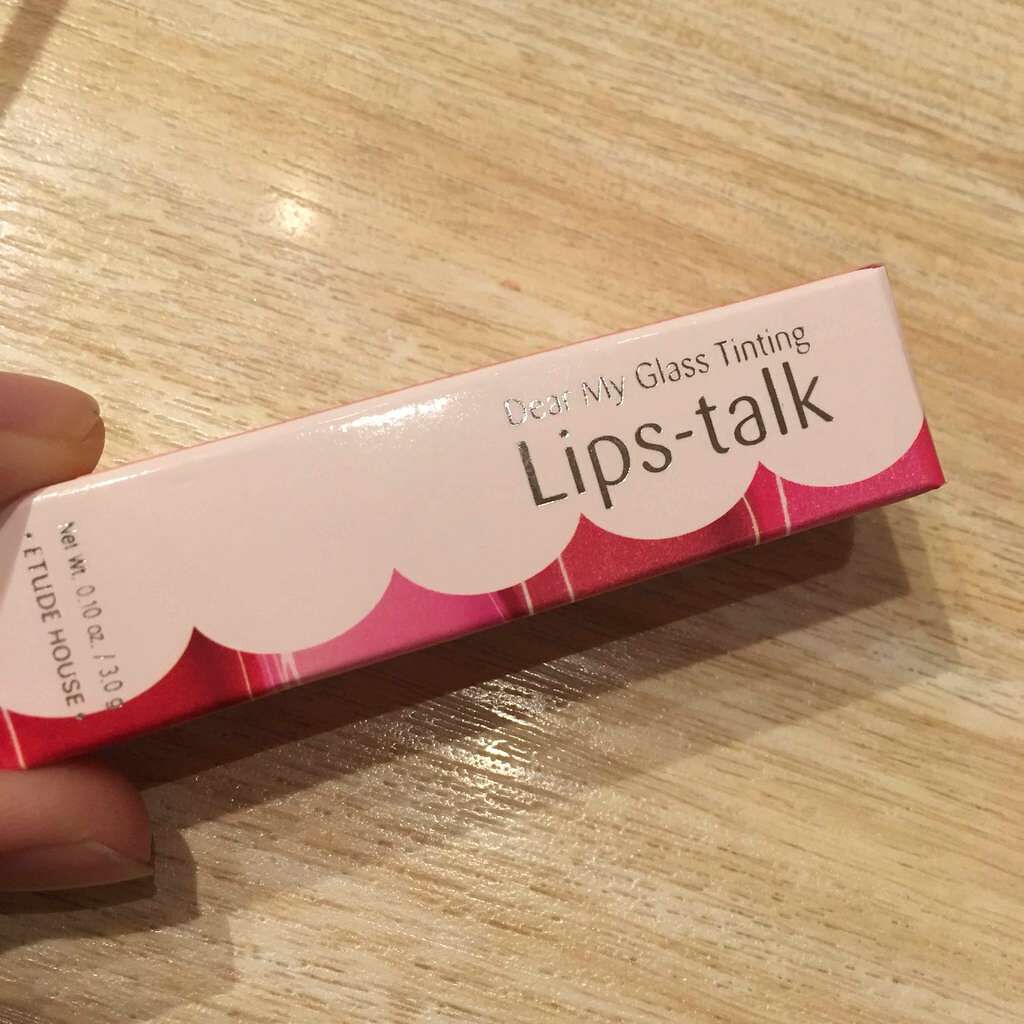 Dear My Glass Tinting
Lips-talk
Net Wt. 0.10 oz. / 3.0 g
• ETUDE HOUSE •